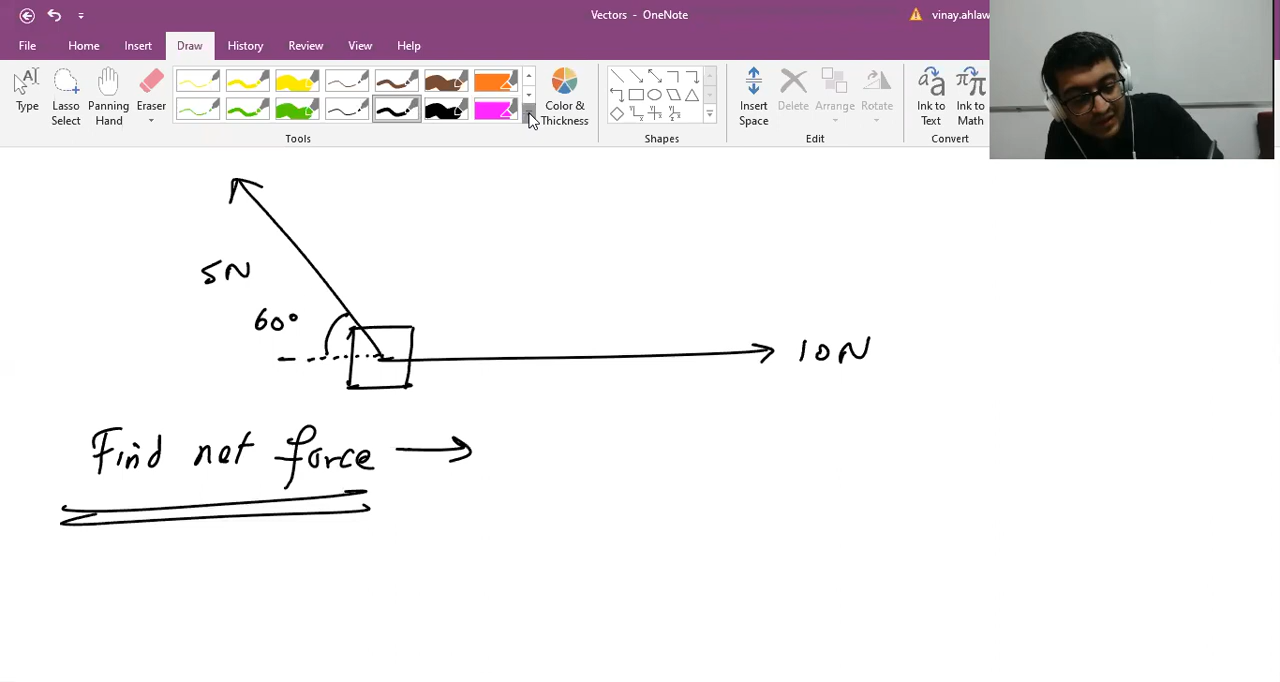 Vectors - OneNote
vinay.ahlaw
File Home Insert Draw History Review View Help
Type
Lasso Select
Panning Hand
Eraser
Color & Thickness
Insert Space
Delete
Arrange
Rotate
Ink to Text
Ink to Math
Tools
Shapes
Edit
Convert
5N
60°
10N
Find net force →